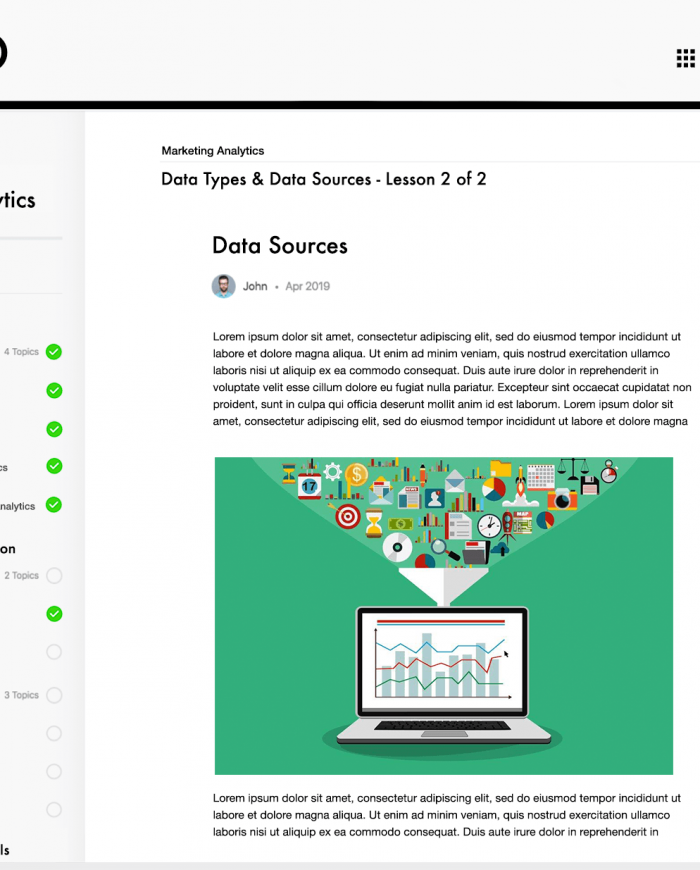 Marketing Analytics
Data Types & Data Sources - Lesson 2 of 2
ytics
Data Sources
John • Apr 2019
Lorem ipsum dolor sit amet, consectetur adipiscing elit, sed do eiusmod tempor incididunt ut
labore et dolore magna aliqua. Ut enim ad minim veniam, quis nostrud exercitation ullamco
laboris nisi ut aliquip ex ea commodo consequat. Duis aute irure dolor in reprehenderit in
voluptate velit esse cillum dolore eu fugiat nulla pariatur. Excepteur sint occaecat cupidatat non
proident, sunt in culpa qui officia deserunt mollit anim id est laborum. Lorem ipsum dolor sit
amet, consectetur adipiscing elit, sed do eiusmod tempor incididunt ut labore et dolore magna
4 Topics
cs
nalytics
on
2 Topics
3 Topics
ls
17
NEWS
MAP
Lorem ipsum dolor sit amet, consectetur adipiscing elit, sed do eiusmod tempor incididunt ut
labore et dolore magna aliqua. Ut enim ad minim veniam, quis nostrud exercitation ullamco
laboris nisi ut aliquip ex ea commodo consequat. Duis aute irure dolor in reprehenderit in